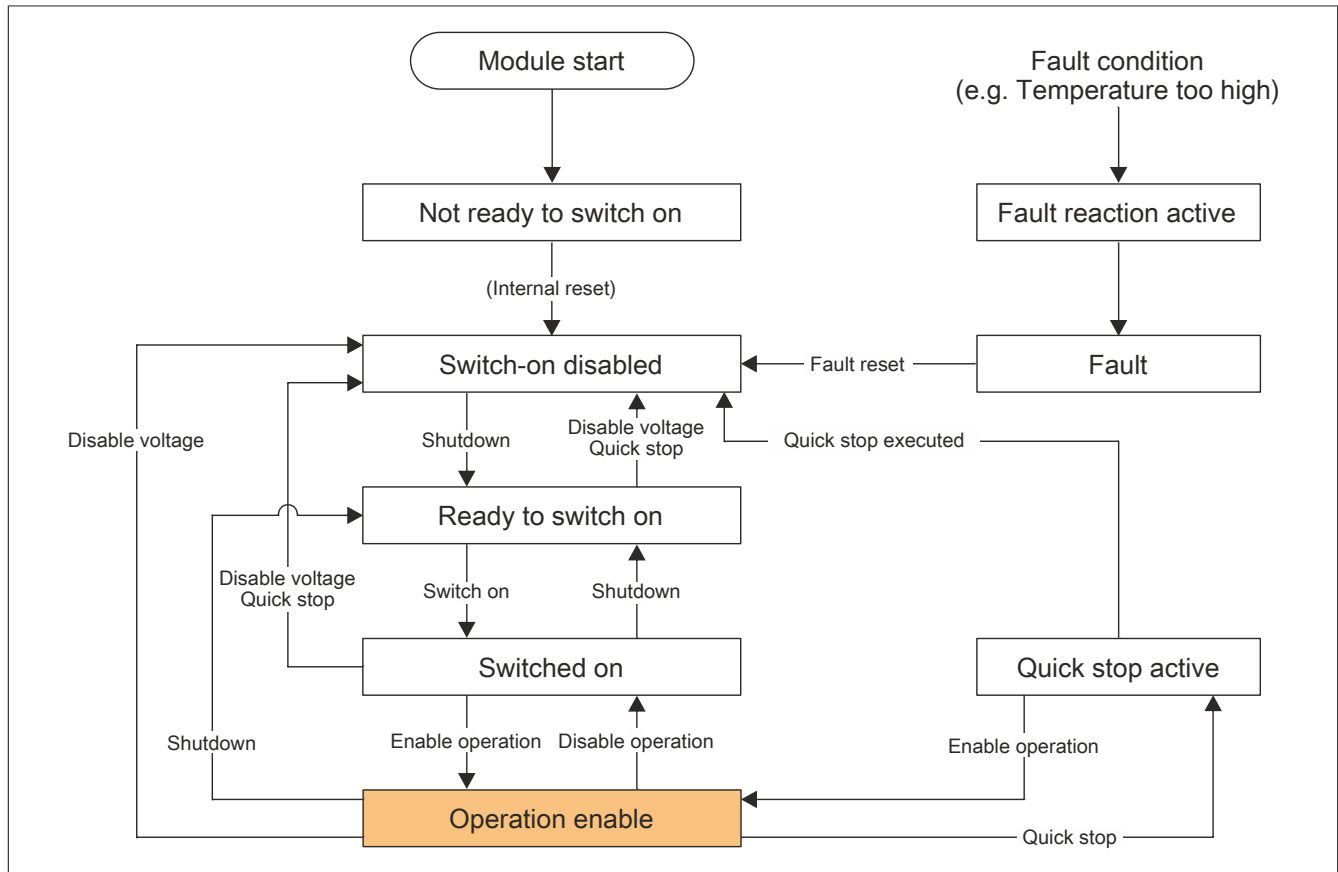 Module start
Fault condition
(e.g. Temperature too high)
Not ready to switch on
Fault reaction active
(Internal reset)
Switch-on disabled
Fault reset
Fault
Disable voltage
Shutdown
Disable voltage
Quick stop
Quick stop executed
Ready to switch on
Disable voltage
Quick stop
Switch on
Shutdown
Switched on
Quick stop active
Shutdown
Enable operation
Disable operation
Enable operation
Operation enable
Quick stop